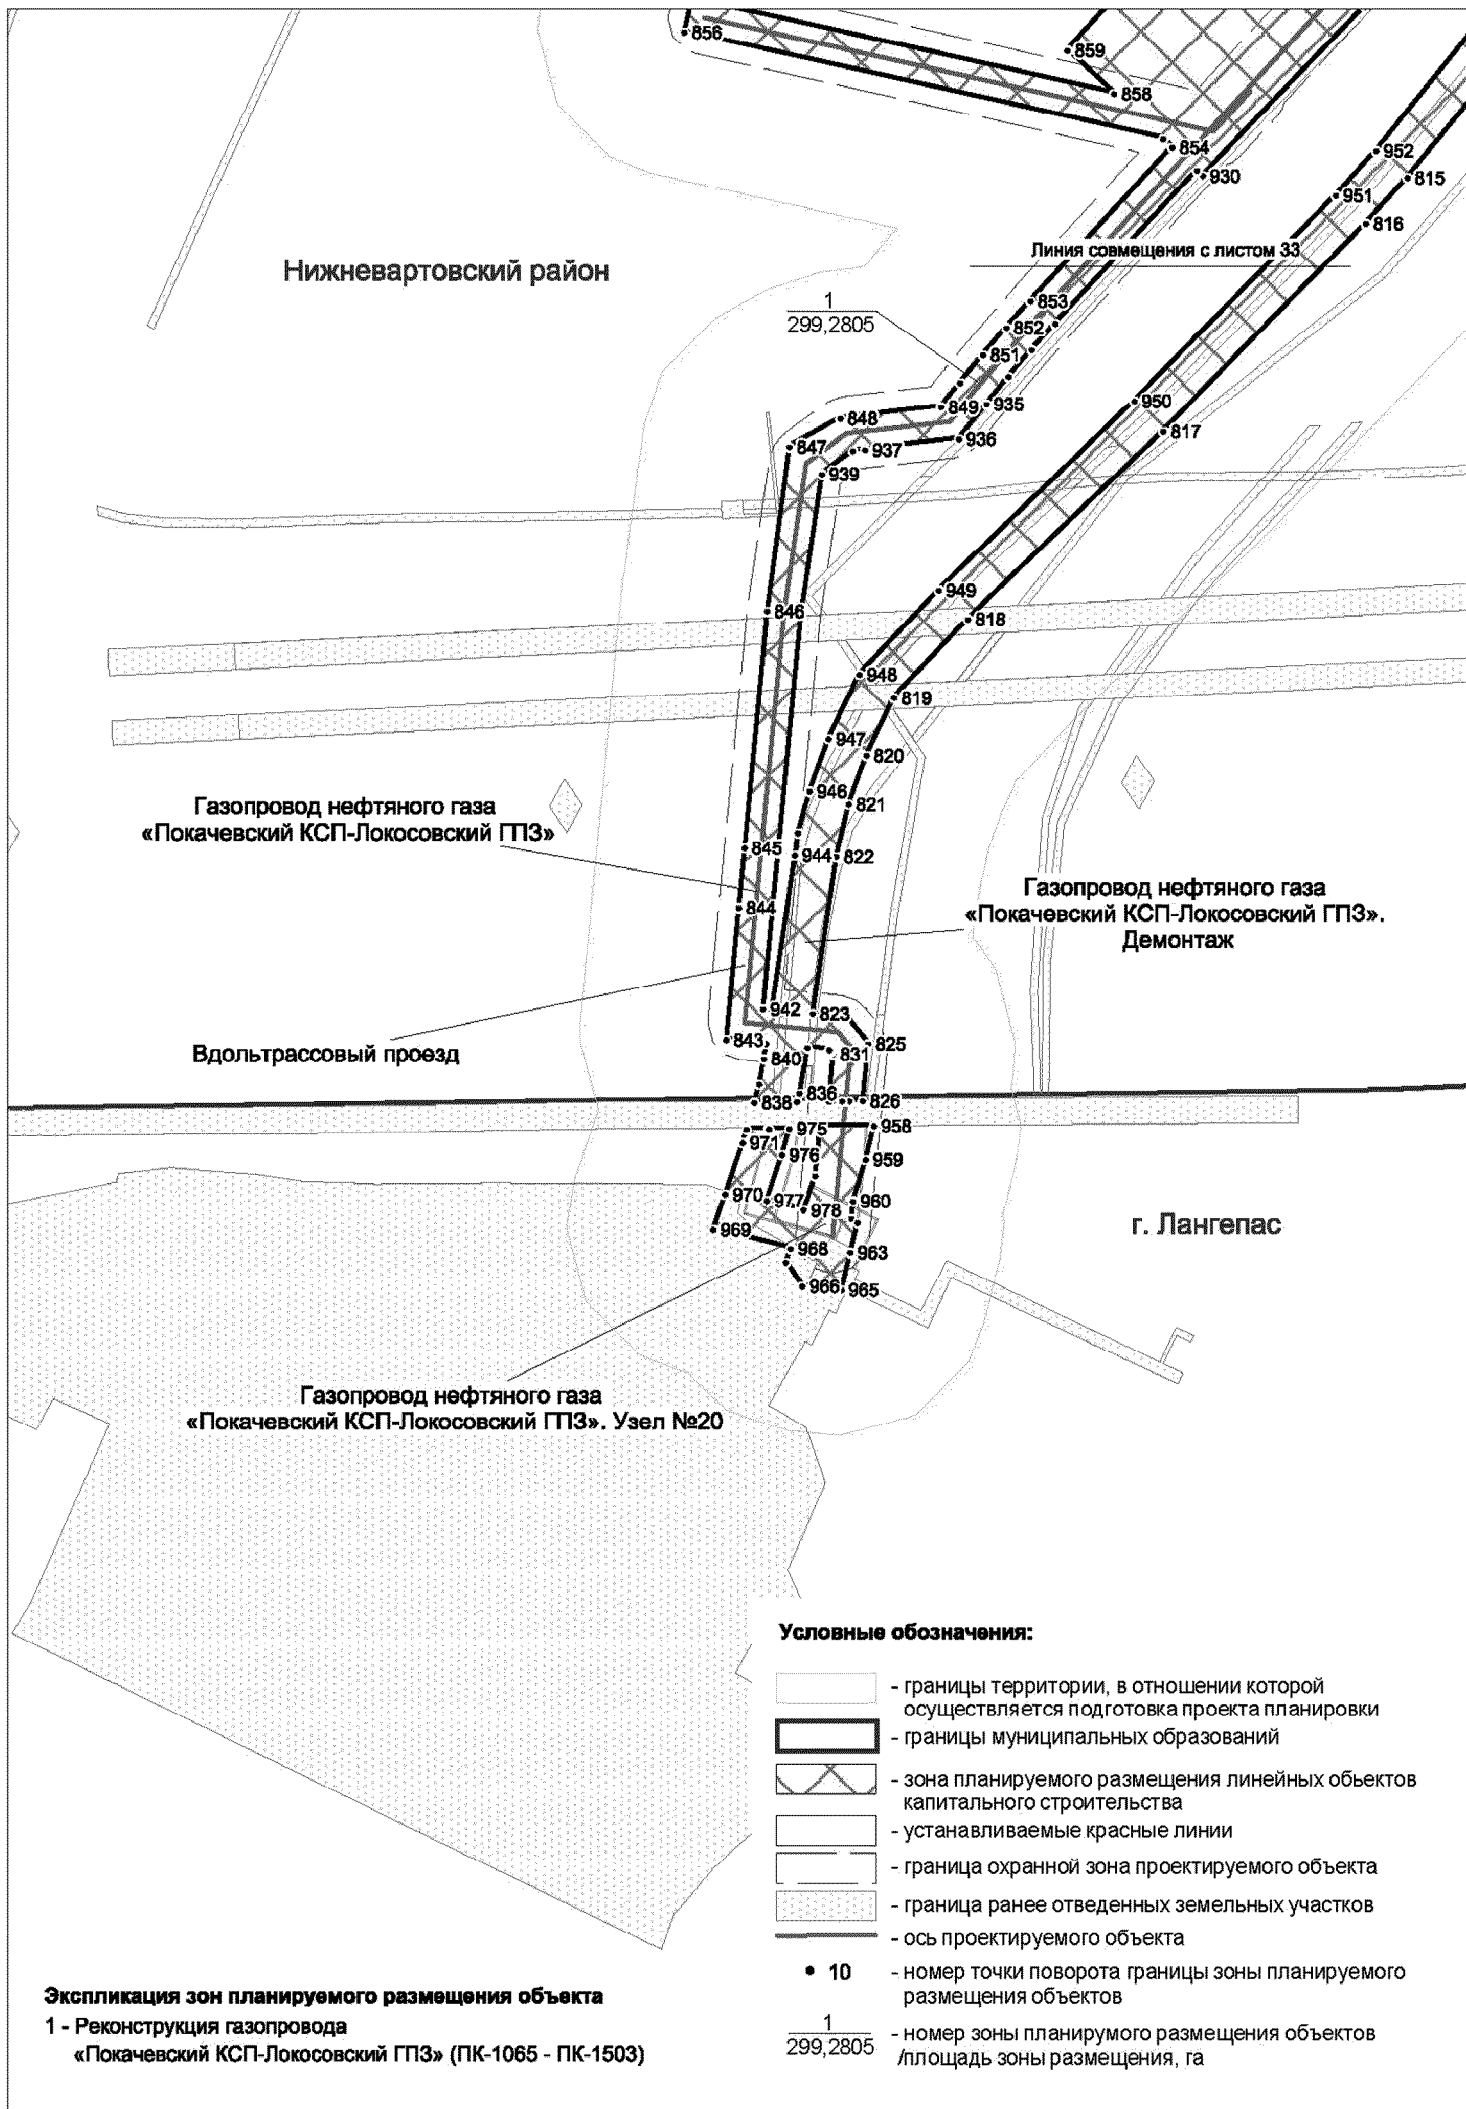 856
859
858
854
930
952
815
951
816
Линия совмещения с листом 33
Нижневартовский район
853
1
299,2805
852
851
849
935
848
950
936
817
847
937
939
949
846
818
948
819
947
820
946
821
Газопровод нефтяного газа
«Покачевский КСП-Локосовский ГПЗ»
845
944
822
Газопровод нефтяного газа
«Покачевский КСП-Локосовский ГПЗ».
Демонтаж
844
942
823
843
825
Вдольтрассовый проезд
840
831
836
838
826
975
958
971
976
959
970
977
978
960
969
г. Лангепас
968
963
966
965
Газопровод нефтяного газа
«Покачевский КСП-Локосовский ГПЗ». Узел №20
Условные обозначения:
- границы территории, в отношении которой
осуществляется подготовка проекта планировки
- границы муниципальных образований
- зона планируемого размещения линейных обьектов
капитального строительства
- устанавливаемые красные линии
- граница охранной зона проектируемого объекта
- граница ранее отведенных земельных участков
- ось проектируемого объекта
10 - номер точки поворота границы зоны планируемого
размещения объектов
1
299,2805
- номер зоны планирумого размещения объектов
/площадь зоны размещения, га
Экспликация зон планируемого размещения объекта
1 - Реконструкция газопровода
«Покачевский КСП-Локосовский ГПЗ» (ПК-1065 - ПК-1503)